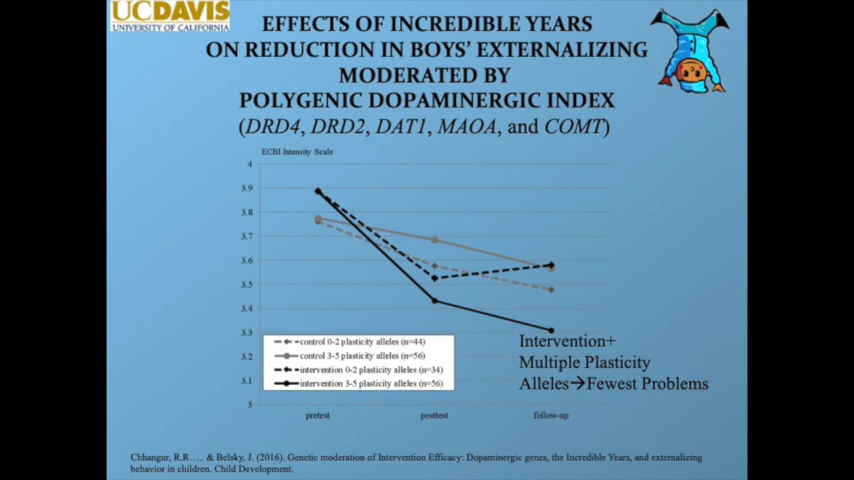 UCDAVIS
UNIVERSITY OF CALIFORNIA
EFFECTS OF INCREDIBLE YEARS
ON REDUCTION IN BOYS' EXTERNALIZING
MODERATED BY
POLYGENIC DOPAMINERGIC INDEX
(DRD4, DRD2, DAT1, MAOA, and COMT)
ECBI Intensity Scale
4
3.9
3.8
3.7
3.6
3.5
3.4
3.3
3.2
3.1
3
control 0-2 plasticity alleles (n=44)
control 3-5 plasticity alleles (n=56)
intervention 0-2 plasticity alleles (n=34)
intervention 3-5 plasticity alleles (n=56)
Intervention+
Multiple Plasticity
Alleles→Fewest Problems
pretest
posttest
follow-up
Chhangur, R.R..... & Belsky, J. (2016). Genetic moderation of Intervention Efficacy: Dopaminergic genes, the Incredible Years, and externalizing
behavior in children. Child Development.